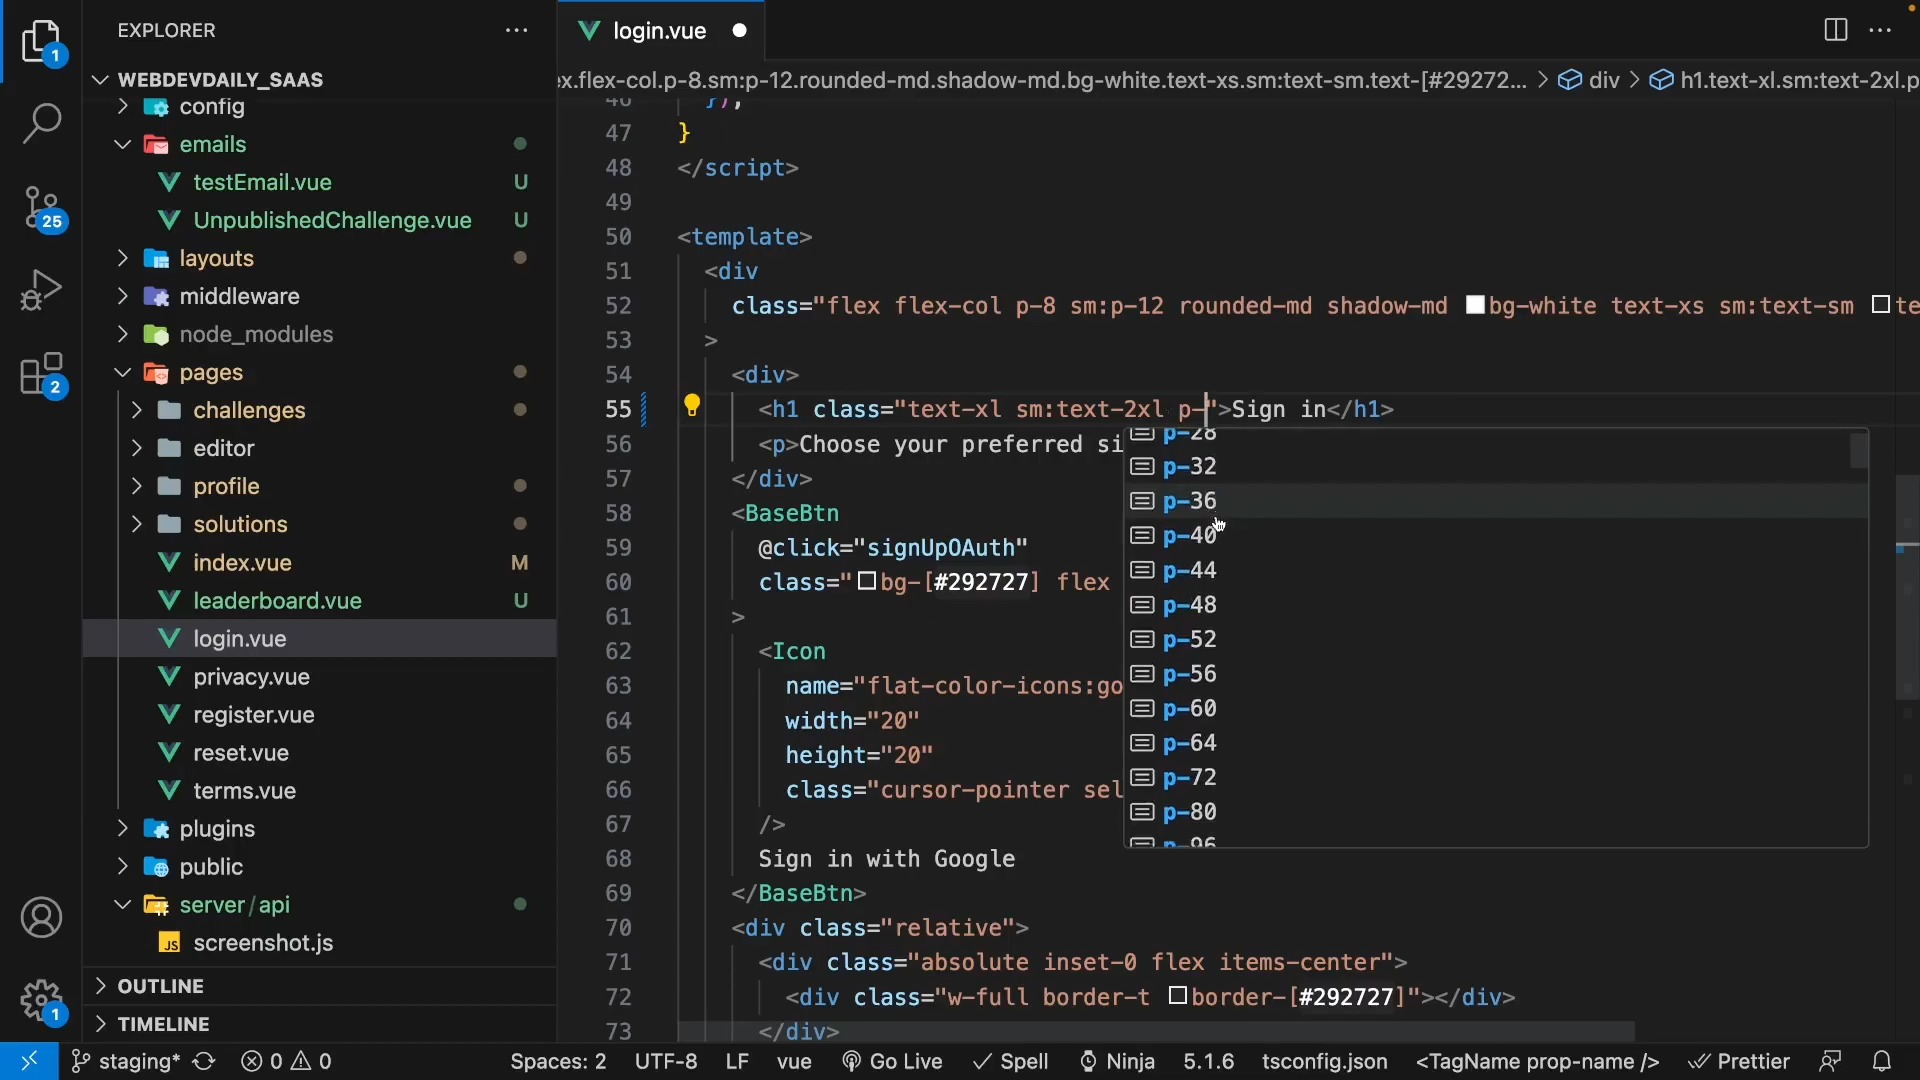 EXPLORER
WEBDEVDAILY_SAAS
config
emails
testEmail.vue U
UnpublishedChallenge.vue U
layouts
middleware
node_modules
pages
challenges
editor
profile
solutions
index.vue M
leaderboard.vue U
login.vue
privacy.vue
register.vue
reset.vue
terms.vue
plugins
public
server/api
screenshot.js
OUTLINE
TIMELINE
1
25
2
1
login.vue
x.flex-col.p-8.sm:p-12.rounded-md.shadow-md.bg-white.text-xs.sm:text-sm.text-[#29272... > div > h1.text-xl.sm:text-2xl.p
46 });
47 }
48 </script>
49
50 <template>
51 <div
52 class="flex flex-col p-8 sm:p-12 rounded-md shadow-md bg-white text-xs sm:text-sm te
53 >
54 <div>
55 <h1 class="text-xl sm:text-2xl p-">Sign in</h1>
56 <p>Choose your preferred si
57 </div>
58 <BaseBtn
59 @click="signUpOAuth"
60 class="bg-[#292727] flex
61 >
62 <Icon
63 name="flat-color-icons:go
64 width="20"
65 height="20"
66 class="cursor-pointer sel
67 />
68 Sign in with Google
69 </BaseBtn>
70 <div class="relative">
71 <div class="absolute inset-0 flex items-center">
72 <div class="w-full border-t border-[#292727]"></div>
73 </div>
p-28
p-32
p-36
p-40
p-44
p-48
p-52
p-56
p-60
p-64
p-72
p-80
p-96
staging* 0 0 Spaces: 2 UTF-8 LF vue Go Live Spell Ninja 5.1.6 tsconfig.json <TagName prop-name /> Prettier